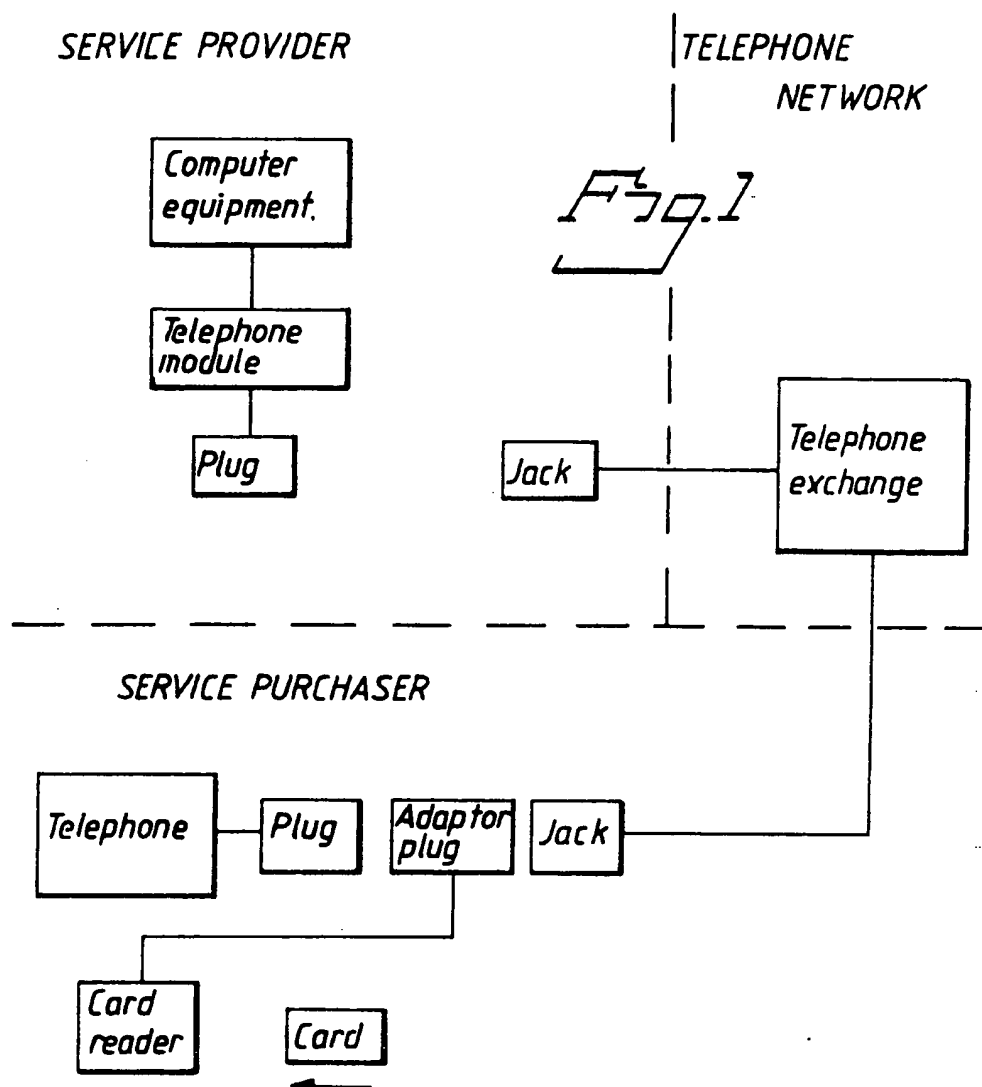 SERVICE PROVIDER
TELEPHONE
NETWORK
Computer
equipment.
Fig.1
Telephone
module
Plug
Jack
Telephone
exchange
SERVICE PURCHASER
Telephone
Plug
Adaptor
plug
Jack
Card
reader
Card